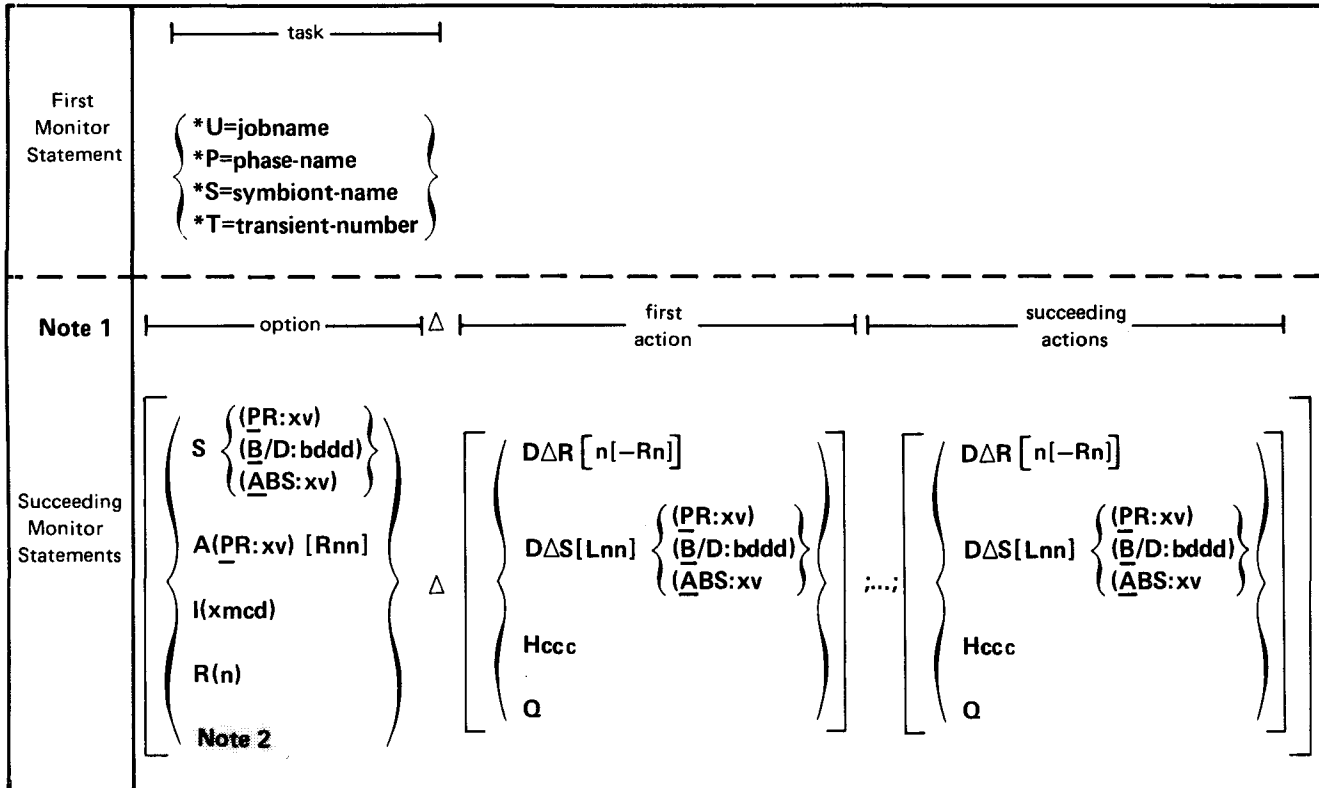 task
First
Monitor
Statement
*U=jobname
*P=phase-name
*S=symbiont-name
*T=transient-number
Note 1
option Δ first action succeeding actions
Succeeding
Monitor
Statements
S (PR:xv)
(B/D:bddd)
(ABS:xv)
A(PR:xv) [Rnn]
I(xmcd)
R(n)
Note 2
Δ
DΔR [n[–Rn]]
DΔS[Lnn] (PR:xv)
(B/D:bddd)
(ABS:xv
Hccc
Q
;...;
DΔR [n[–Rn]]
DΔS[Lnn] (PR:xv)
(B/D:bddd)
(ABS:xv
Hccc
Q